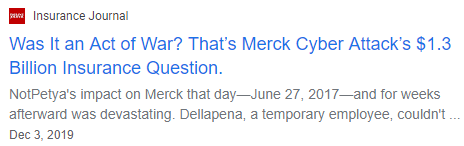 Insurance Journal
Was It an Act of War? That's Merck Cyber Attack's $1.3
Billion Insurance Question.
NotPetya's impact on Merck that day—June 27, 2017—and for weeks
afterward was devastating. Dellapena, a temporary employee, couldn't ...
Dec 3, 2019